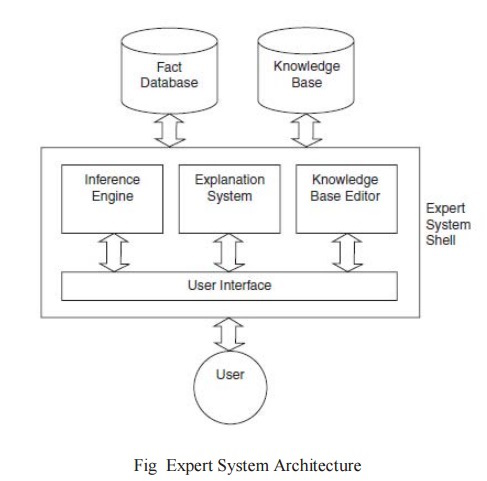 Fact
Database
Knowledge
Base
Inference
Engine
Explanation
System
Knowledge
Base Editor
Expert
System
Shell
User Interface
User
Fig  Expert System Architecture